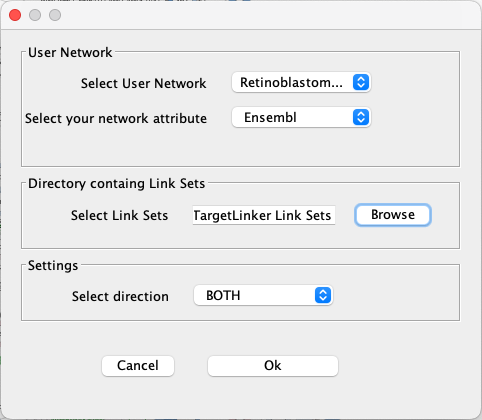 User Network
Select User Network Retinoblastom...
Select your network attribute Ensembl
Directory containg Link Sets
Select Link Sets TargetLinker Link Sets Browse
Settings
Select direction BOTH
Cancel Ok